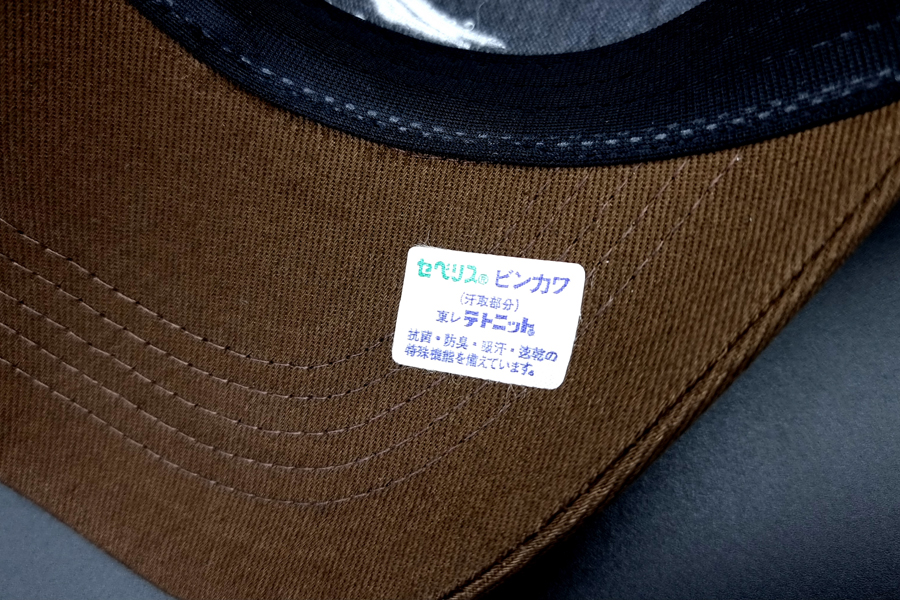 セベリス® ビンカワ
(汗取部分)
東レテトニット®
抗菌・防臭・吸汗・速乾の
特殊機能を備えています。